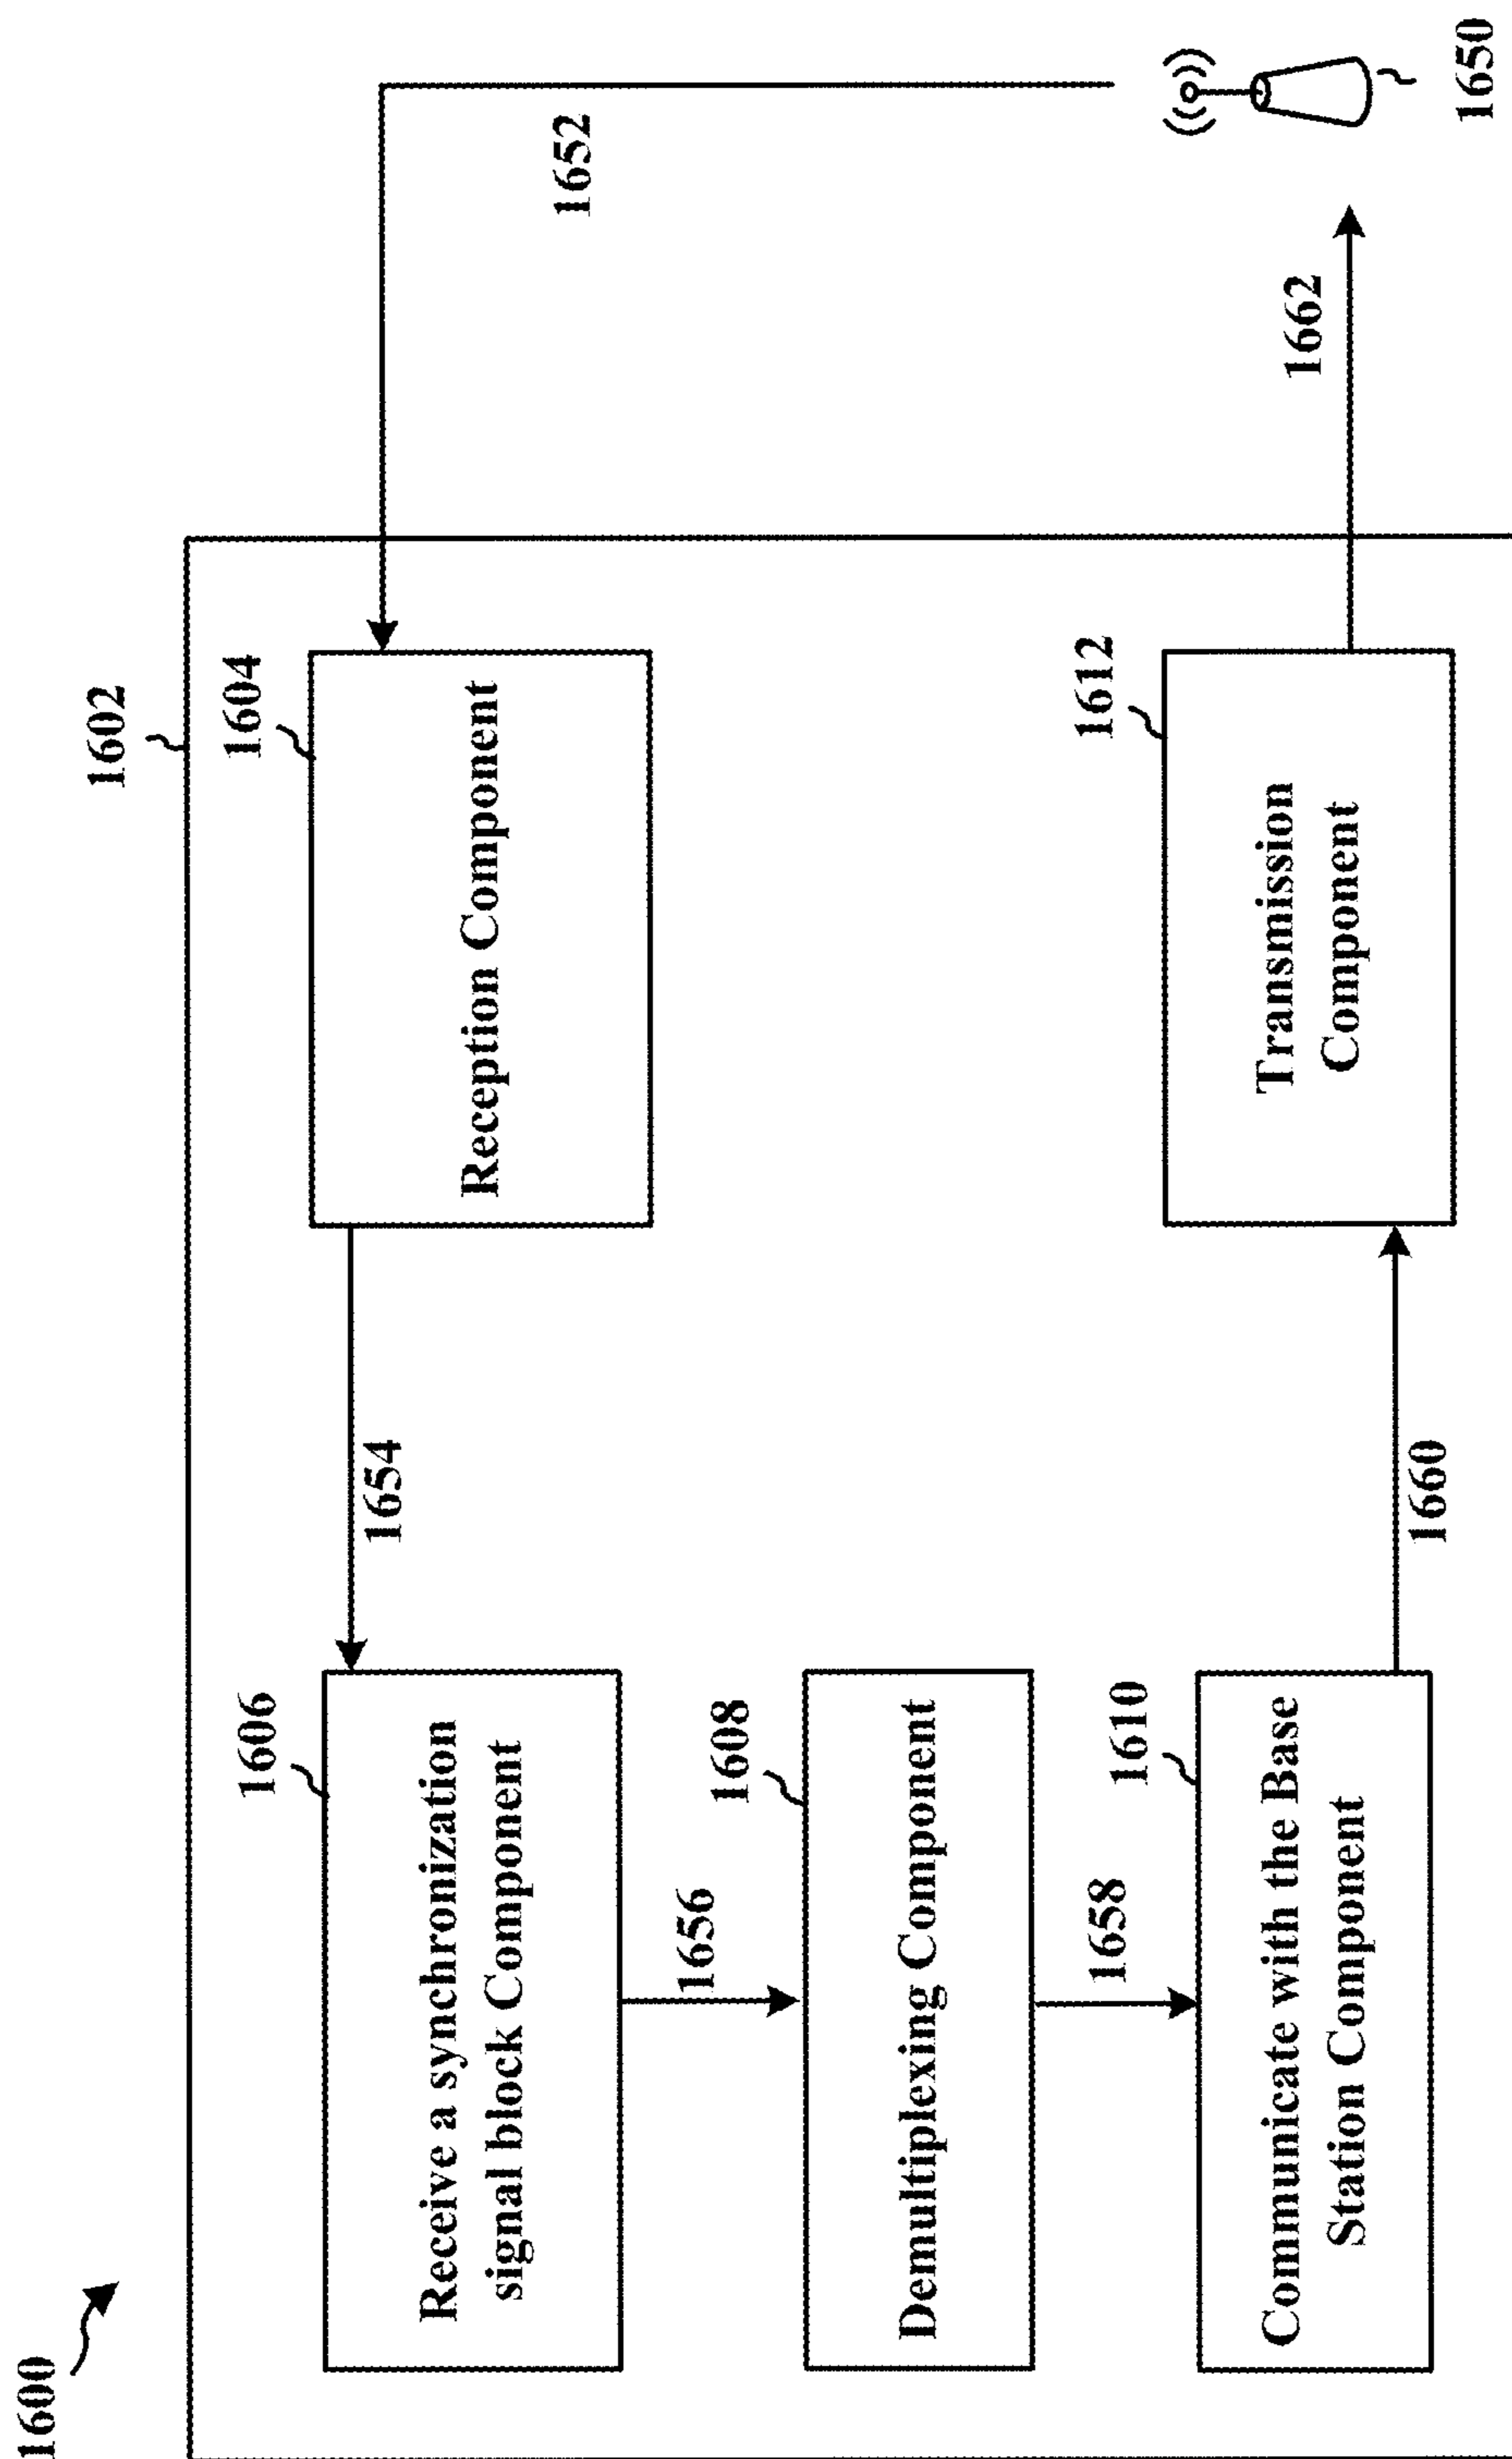 1600
1602
1606
Receive a synchronization
signal block Component
1654
1604
Reception Component
1652
1656
1608
Demultiplexing Component
1658
1610
Communicate with the Base
Station Component
1660
1612
Transmission
Component
1662
1650